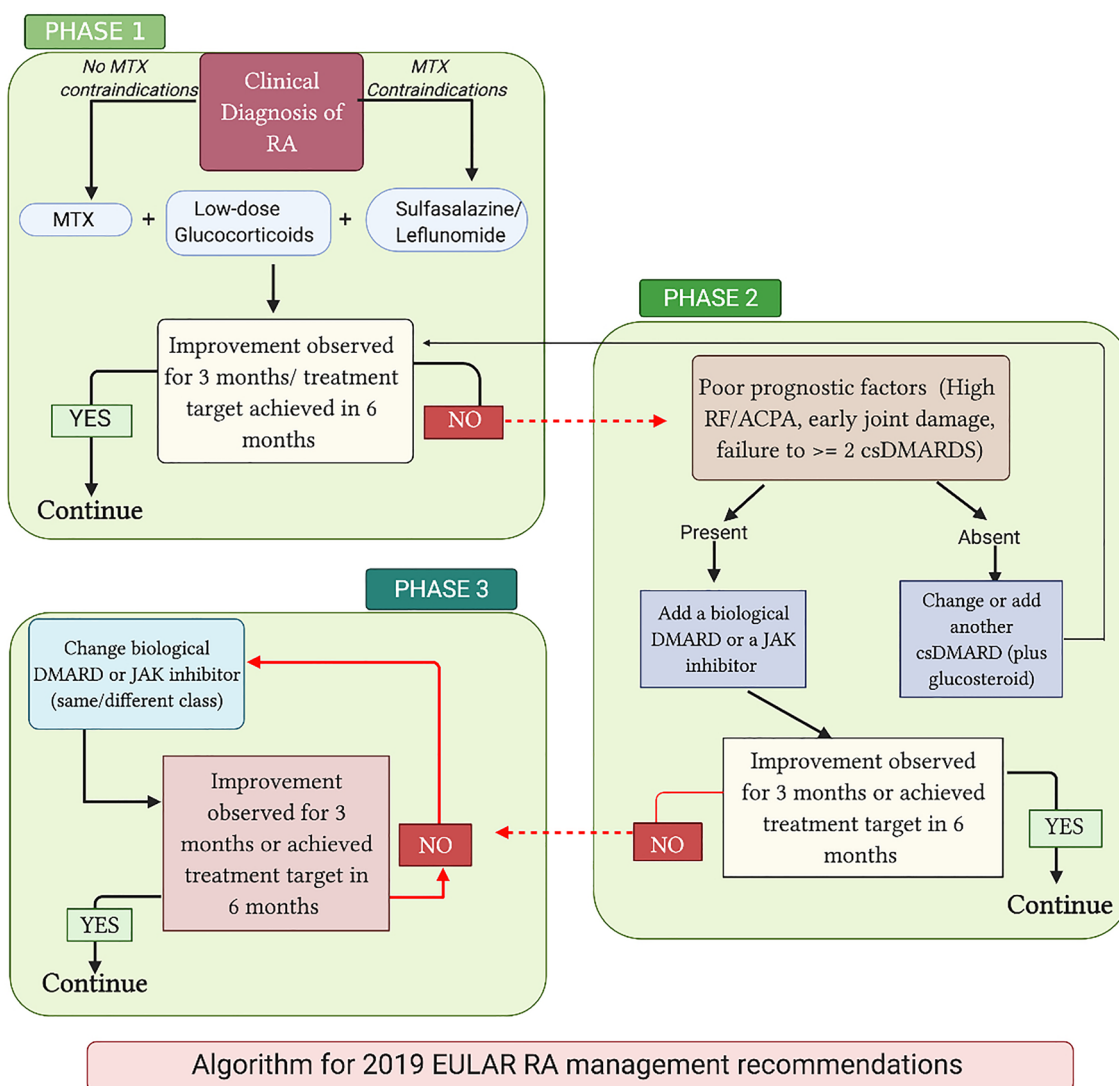 PHASE 1
No MTX
contraindications
Clinical
Diagnosis of
RA
MTX
Contraindications
MTX
+
Low-dose
Glucocorticoids
+
Sulfasalazine/
Leflunomide
Improvement observed
for 3 months/ treatment
target achieved in 6
months
YES
NO
Continue
PHASE 2
Poor prognostic factors (High
RF/ACPA, early joint damage,
failure to >= 2 csDMARDS)
Present
Absent
Add a biological
DMARD or a JAK
inhibitor
Change or add
another
csDMARD (plus
glucosteroid)
Improvement observed
for 3 months or achieved
treatment target in 6
months
NO
YES
Continue
PHASE 3
Change biological
DMARD or JAK inhibitor
(same/different class)
Improvement
observed for 3
months or achieved
treatment target in
6 months
NO
YES
Continue
Algorithm for 2019 EULAR RA management recommendations